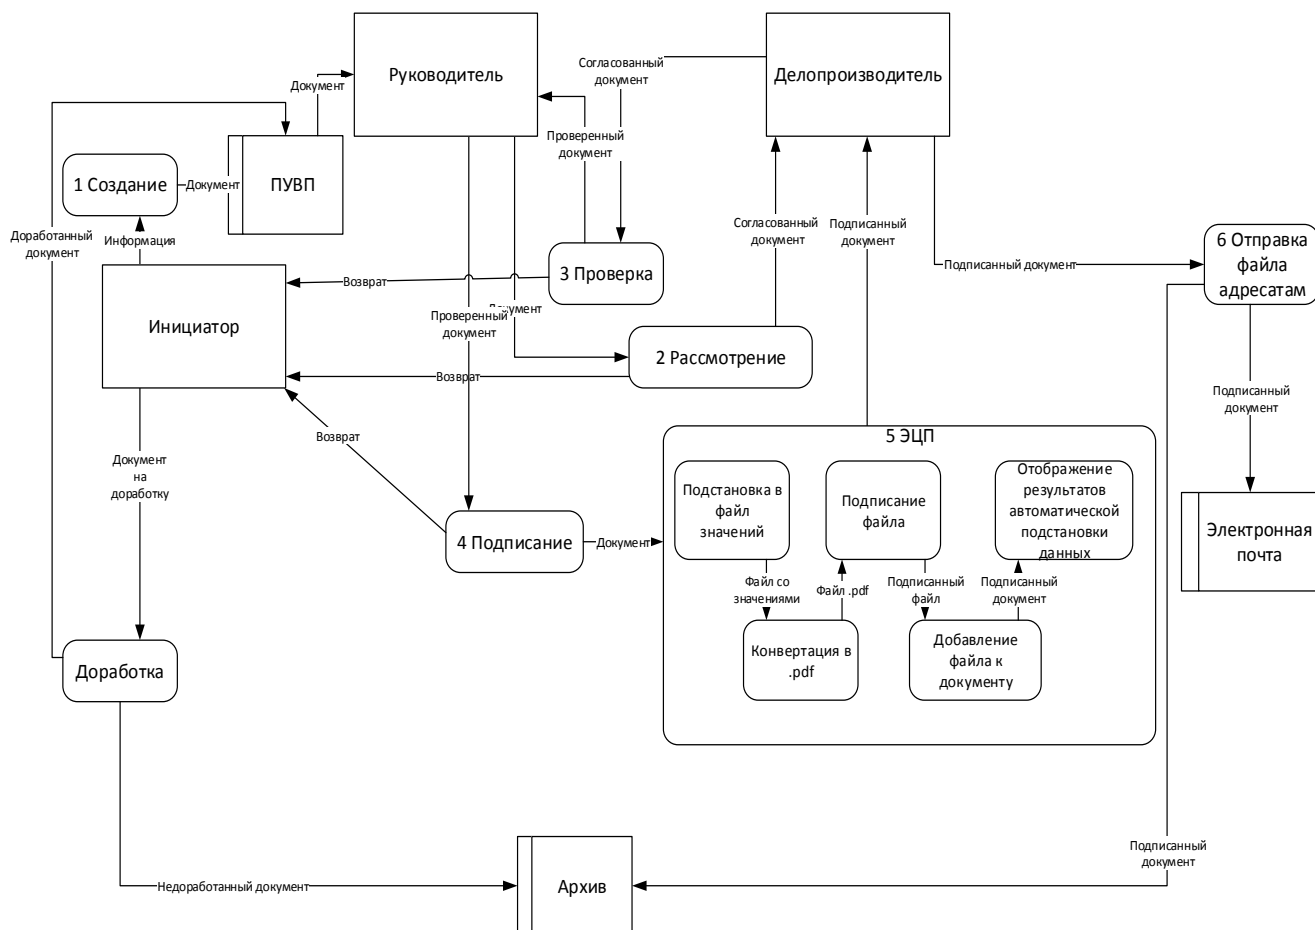 Руководитель
Делопроизводитель
Согласованный
документ
Документ
Проверенный
документ
1 Создание
Документ
ПУВП
Доработанный
документ
Информация
Согласованный
документ
Подписанный
документ
6 Отправка
файла
адресатам
Подписанный документ
3 Проверка
Возврат
Инициатор
Проверенный
документ
Документ
2 Рассмотрение
Возврат
Подписанный
документ
Возврат
Документ
на
доработку
5 ЭЦП
Подстановка в
файл
значений
Подписание
файла
Отображение
результатов
автоматической
подстановки
данных
4 Подписание
Документ
Электронная
почта
Файл со
значениями
Файл .pdf
Подписанный
файл
Подписанный
документ
Доработка
Конвертация в
.pdf
Добавление
файла к
документу
Подписанный
документ
Недоработанный документ
Архив